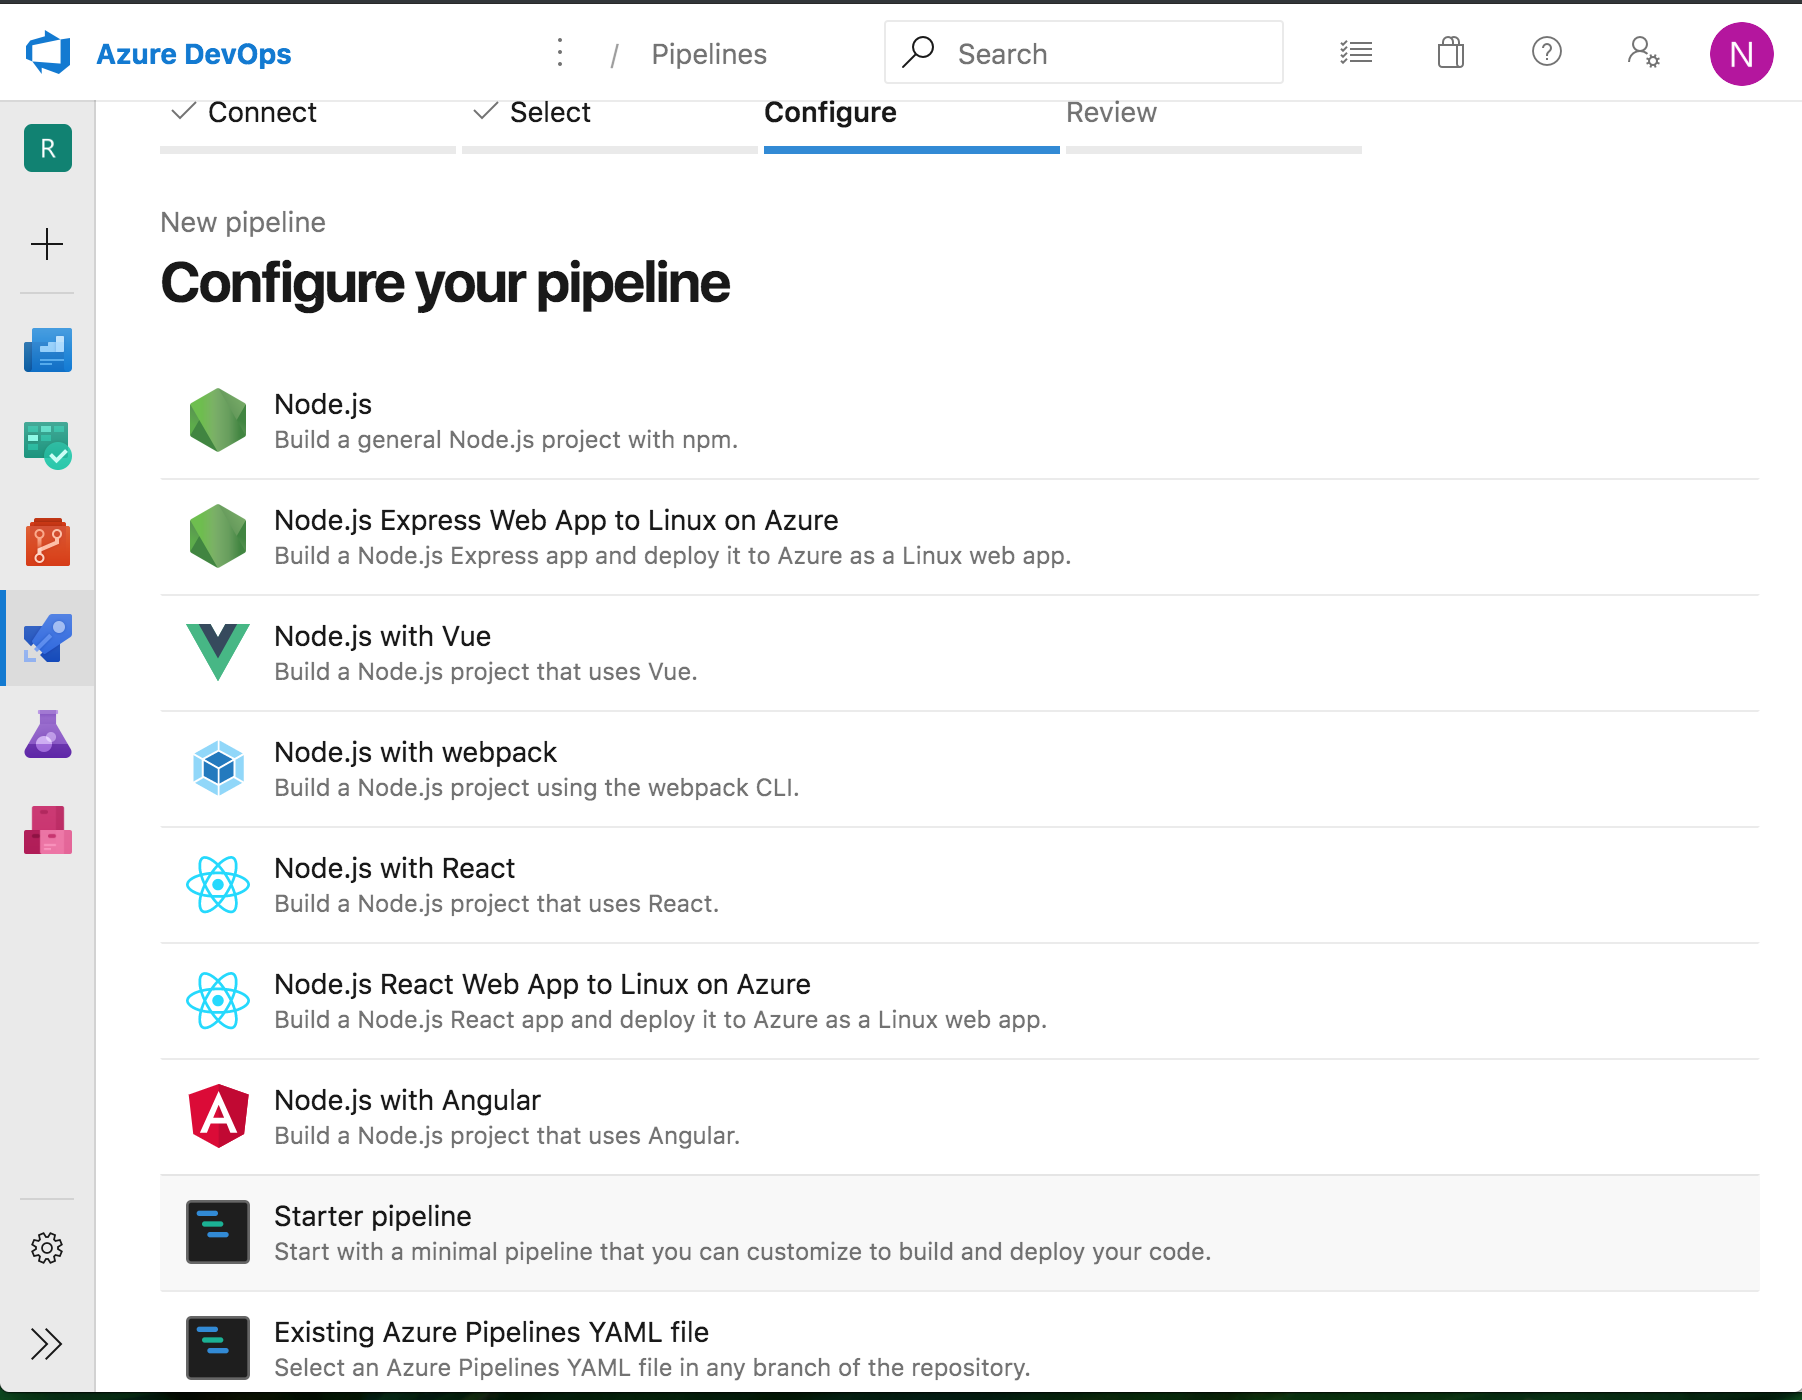 Azure DevOps
/ Pipelines
Search
N
Connect
Select
Configure
Review
R
New pipeline
Configure your pipeline
Node.js
Build a general Node.js project with npm.
Node.js Express Web App to Linux on Azure
Build a Node.js Express app and deploy it to Azure as a Linux web app.
Node.js with Vue
Build a Node.js project that uses Vue.
Node.js with webpack
Build a Node.js project using the webpack CLI.
Node.js with React
Build a Node.js project that uses React.
Node.js React Web App to Linux on Azure
Build a Node.js React app and deploy it to Azure as a Linux web app.
Node.js with Angular
Build a Node.js project that uses Angular.
Starter pipeline
Start with a minimal pipeline that you can customize to build and deploy your code.
Existing Azure Pipelines YAML file
Select an Azure Pipelines YAML file in any branch of the repository.